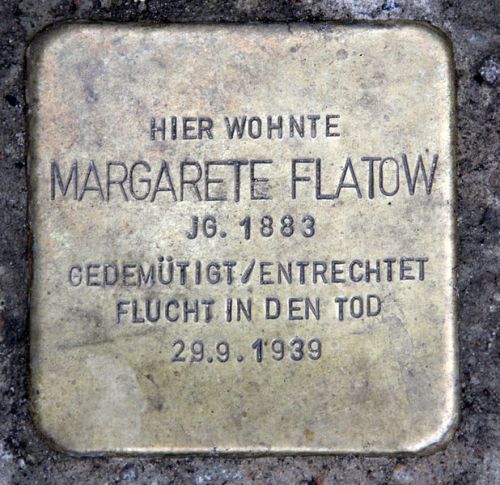 HIER WOHNTE
MARGARETE FLATOW
JG. 1883
GEDEMÜTIGT/ENTRECHTET
FLUCHT IN DEN TOD
29.9.1939